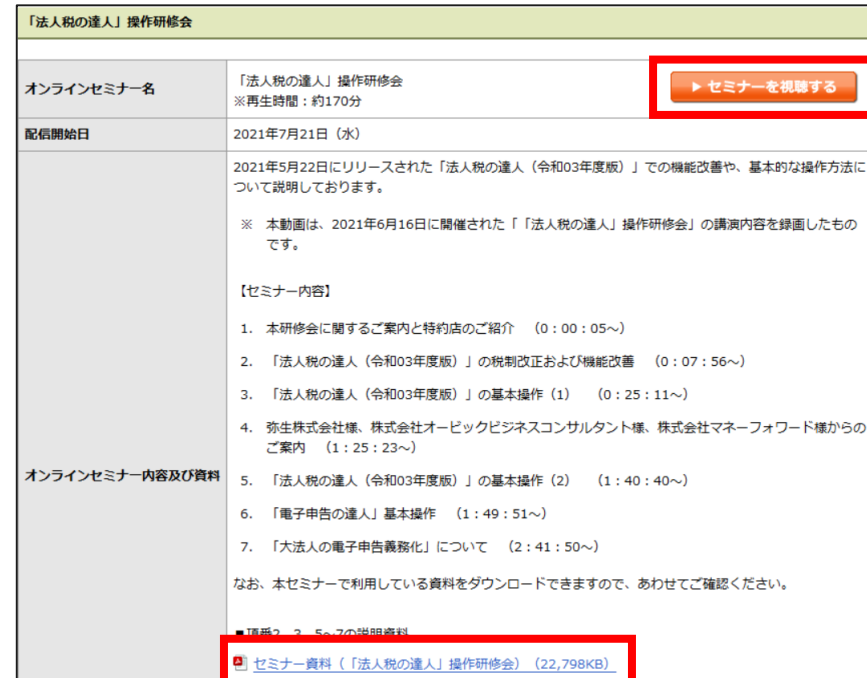 「法人税の達人」操作研修会
オンラインセミナー名
「法人税の達人」操作研修会
※再生時間：約170分
セミナーを視聴する
配信開始日
2021年7月21日（水）
オンラインセミナー内容及び資料
2021年5月22日にリリースされた「法人税の達人（令和03年度版）」での機能改善や、基本的な操作方法に
ついて説明しております。
※ 本動画は、2021年6月16日に開催された「「法人税の達人」操作研修会」の講演内容を録画したもの
です。
【セミナー内容】
1. 本研修会に関するご案内と特約店のご紹介 （0：00：05～）
2. 「法人税の達人（令和03年度版）」の税制改正および機能改善 （0：07：56～）
3. 「法人税の達人（令和03年度版）」の基本操作（1） （0：25：11～）
4. 弥生株式会社様、株式会社オービックビジネスコンサルタント様、株式会社マネーフォワード様からの
ご案内 （1：25：23～）
5. 「法人税の達人（令和03年度版）」の基本操作（2） （1：40：40～）
6. 「電子申告の達人」基本操作 （1：49：51～）
7. 「大法人の電子申告義務化」について （2：41：50～）
なお、本セミナーで利用している資料をダウンロードできますので、あわせてご確認ください。
■項番2、3、5～7の説明資料
セミナー資料（「法人税の達人」操作研修会）（22,798KB）